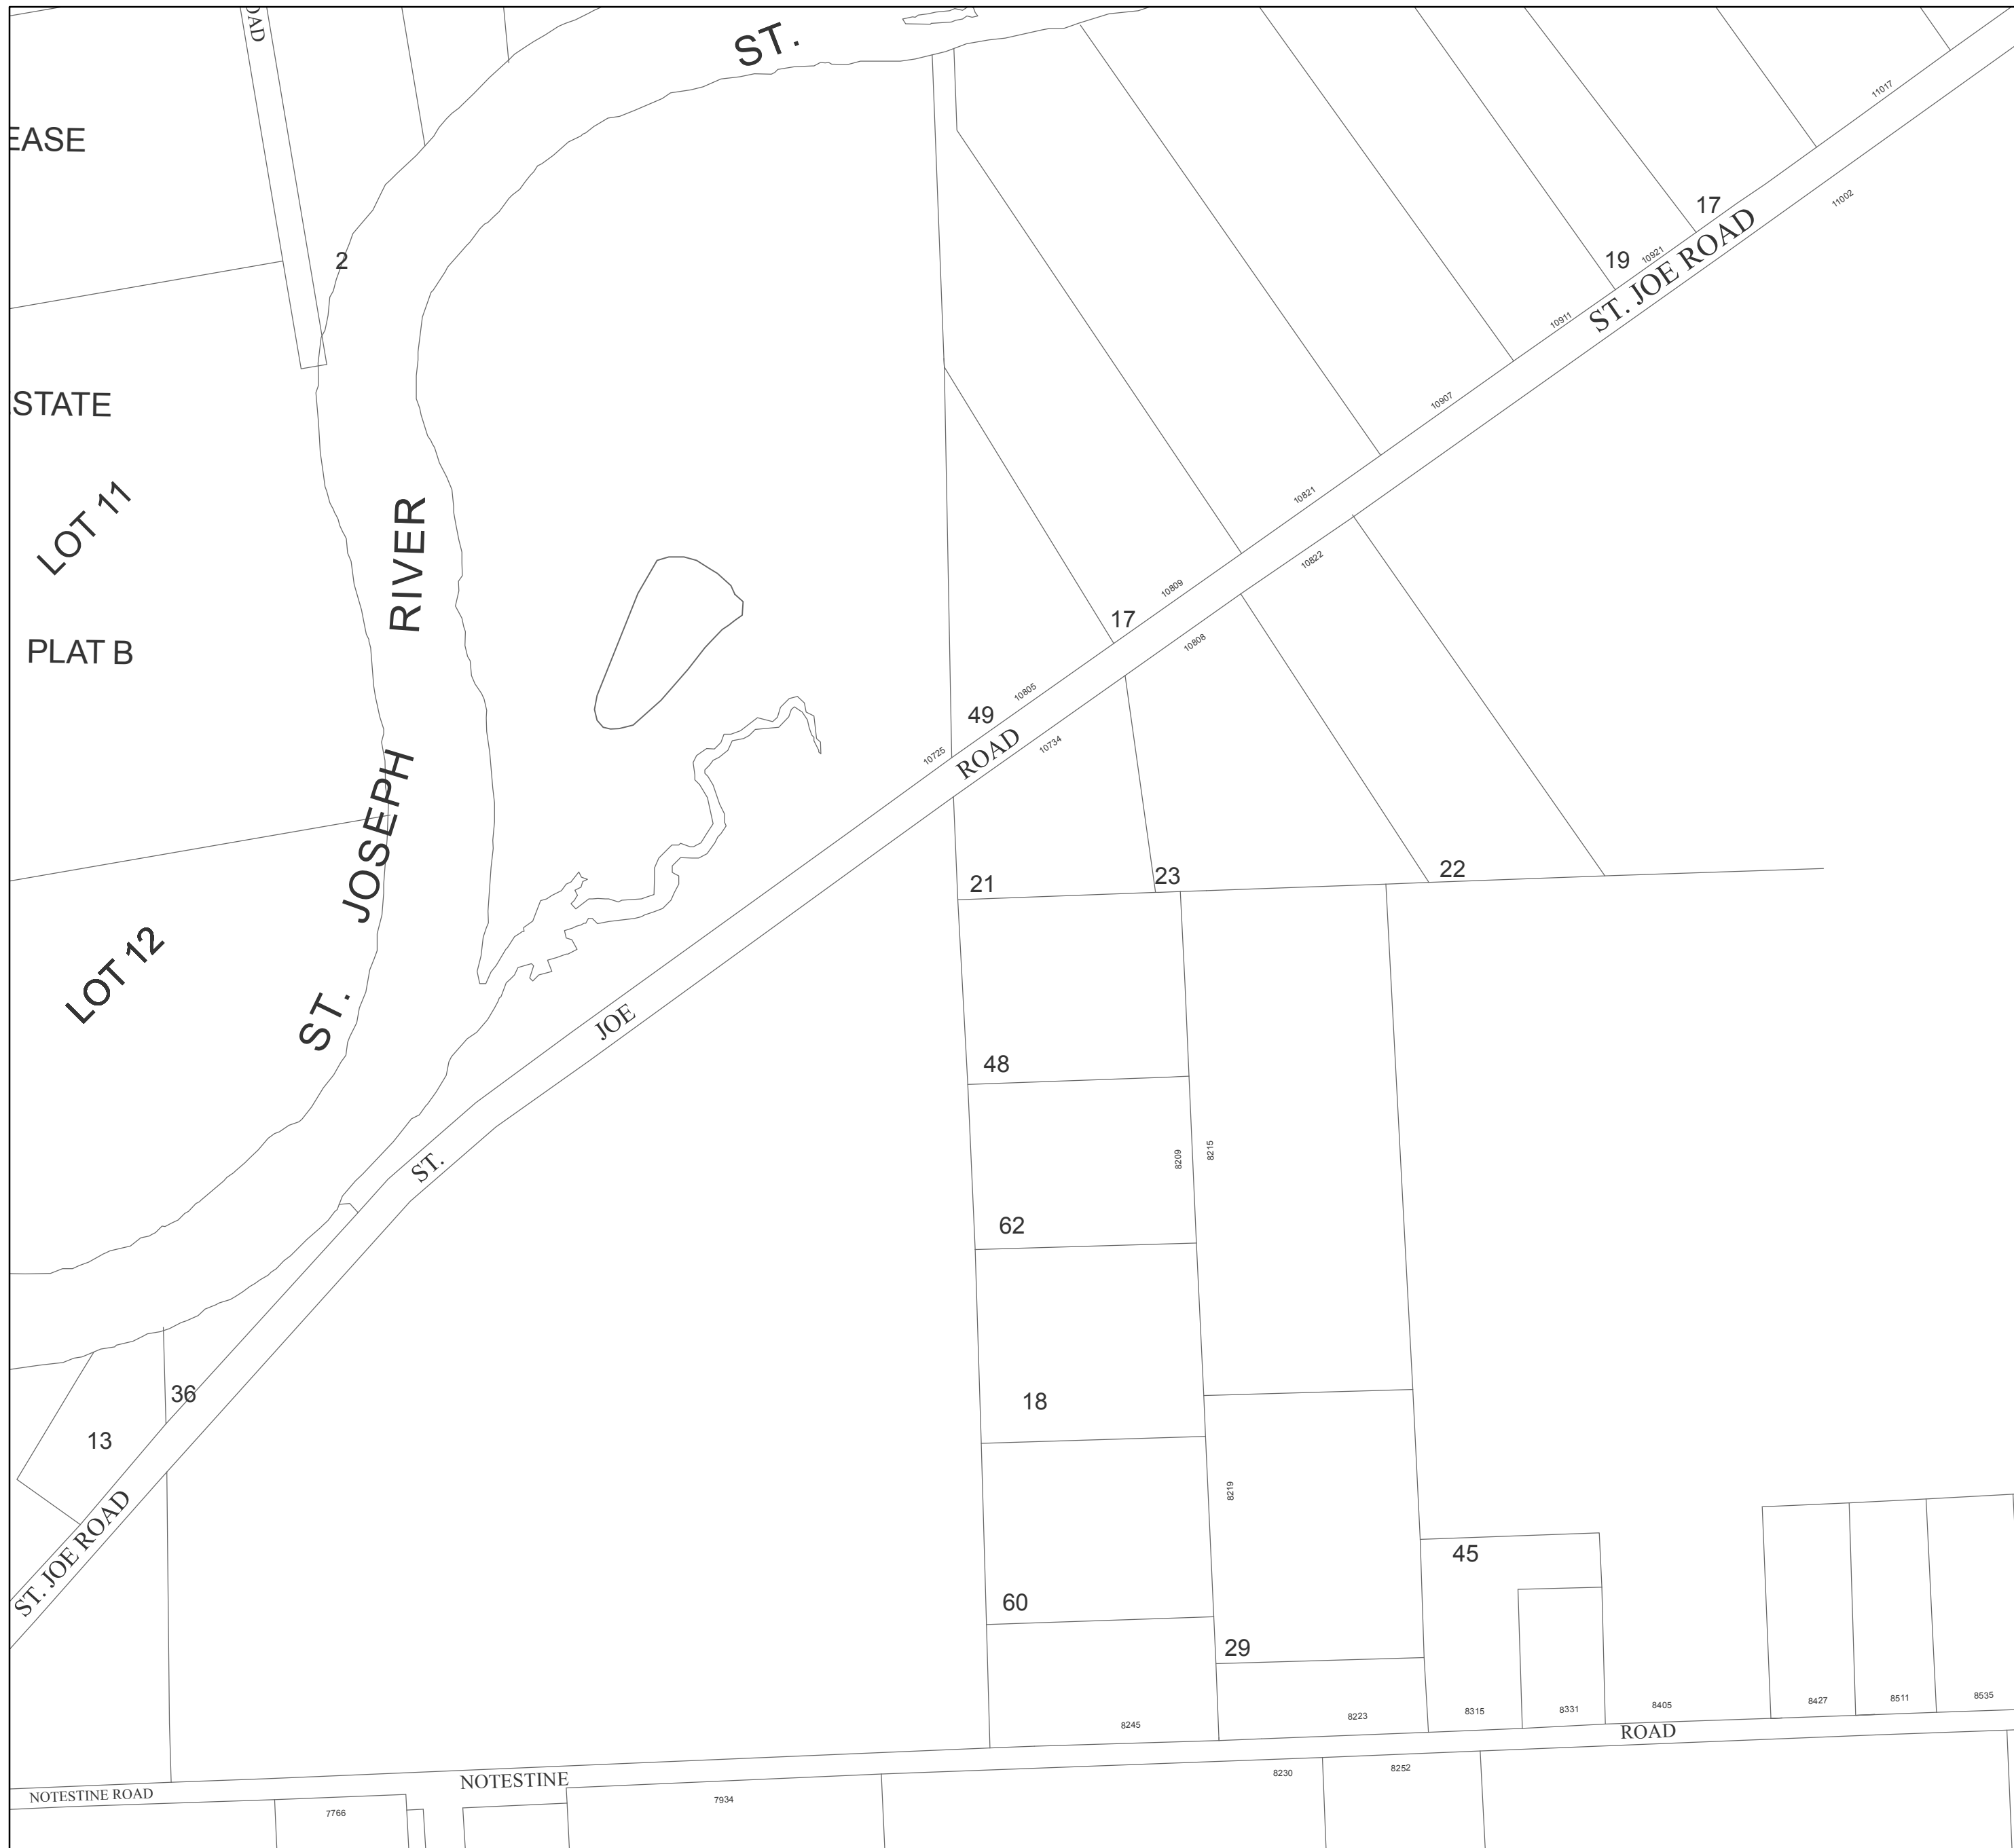 OAD
ST.
EASE
11017
17
11002
2
19
10921
ST. JOE ROAD
10911
STATE
10907
LOT 11
10821
RIVER
10822
10809
17
10808
PLAT B
10805
49
10734
10725
ROAD
JOSEPH
21
23
22
LOT 12
ST.
JOE
48
ST.
8209
8215
62
36
18
13
8219
ST. JOE ROAD
45
60
29
8245
8223
8315
8331
8405
8427
8511
8535
ROAD
NOTESTINE
NOTESTINE ROAD
7766
7934
8230
8252